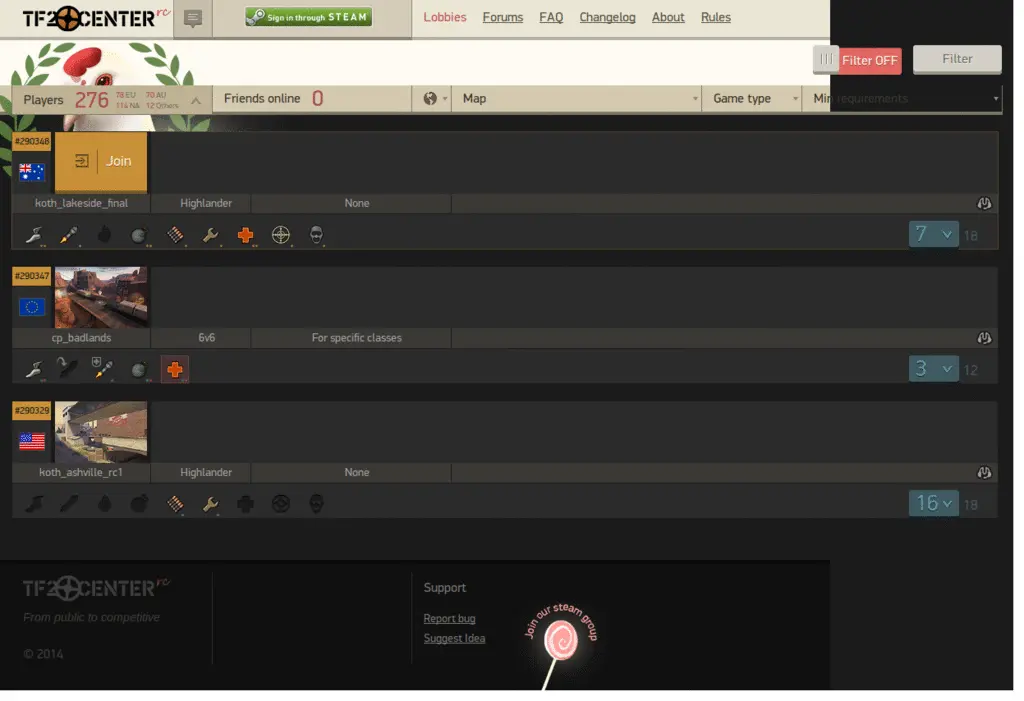 TF2CENTER rc
Sign in through STEAM
Lobbies Forums FAQ Changelog About Rules
Filter OFF Filter
Players 276 78 EU 70 AU
114 NA 12 Others
Friends online 0 Map Game type Min requirements
#290348
Join
koth_lakeside_final Highlander None
7 18
#290347
cp_badlands 6v6 For specific classes
3 12
#290329
koth_ashville_rc1 Highlander None
16 18
TF2CENTER rc
From public to competitive
© 2014
Support
Report bug
Suggest Idea
Join our steam group